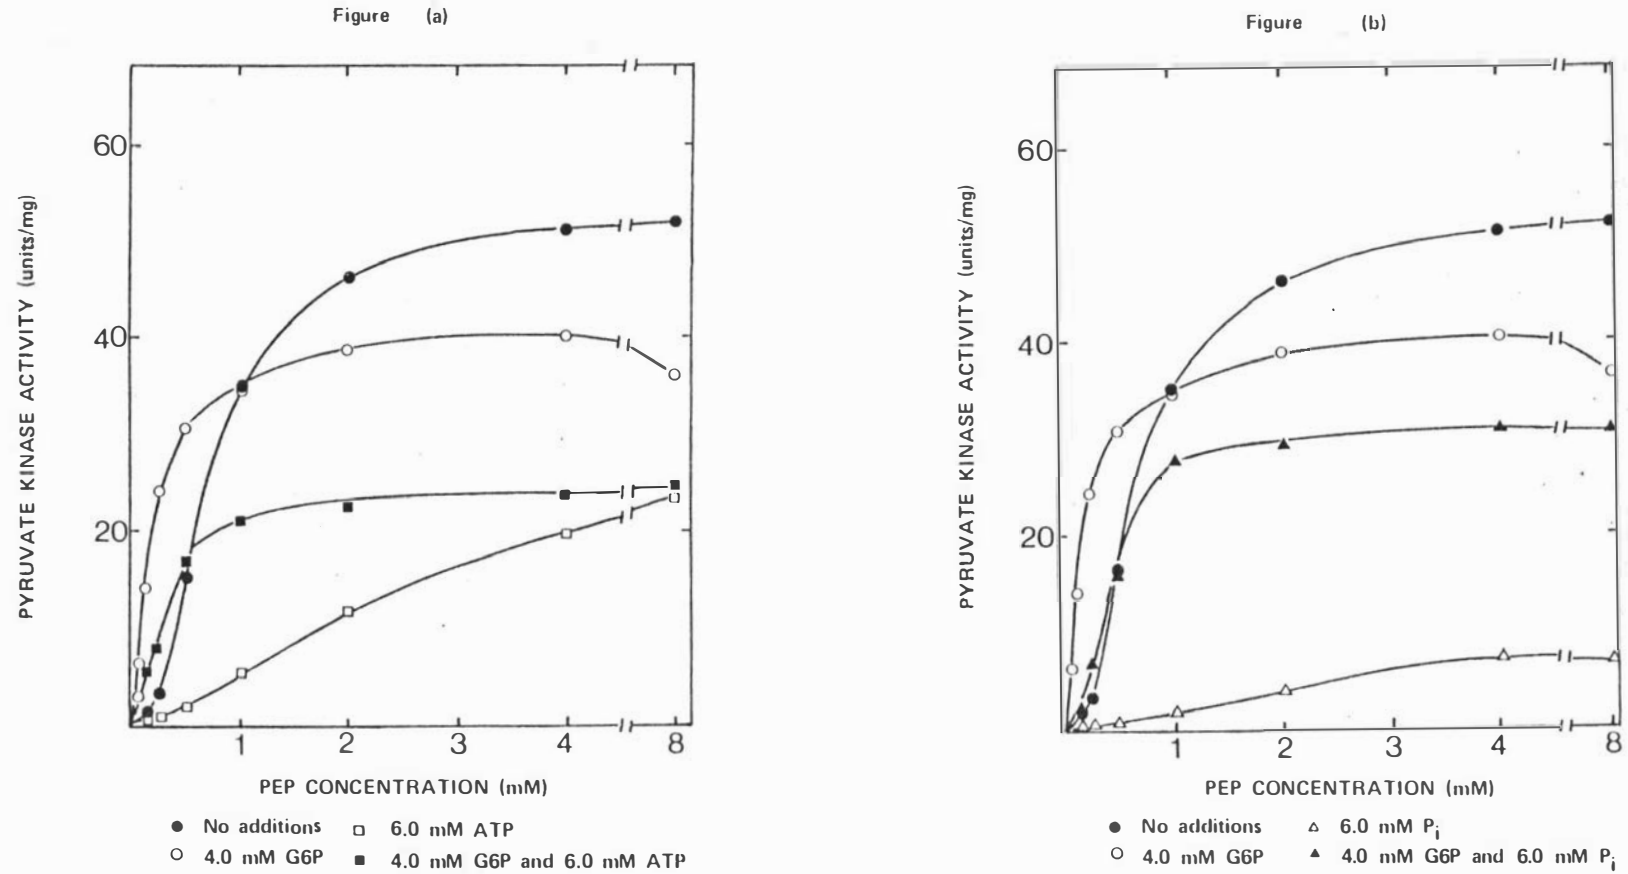 Figure (a)
60
40
20
1 2 3 4 8
PYRUVATE KINASE ACTIVITY (units/mg)
PEP CONCENTRATION (mM)
● No additions □ 6.0 mM ATP
○ 4.0 mM G6P ■ 4.0 mM G6P and 6.0 mM ATP
Figure (b)
60
40
20
1 2 3 4 8
PYRUVATE KINASE ACTIVITY (units/mg)
PEP CONCENTRATION (mM)
● No additions △ 6.0 mM Pi
○ 4.0 mM G6P ▲ 4.0 mM G6P and 6.0 mM Pi